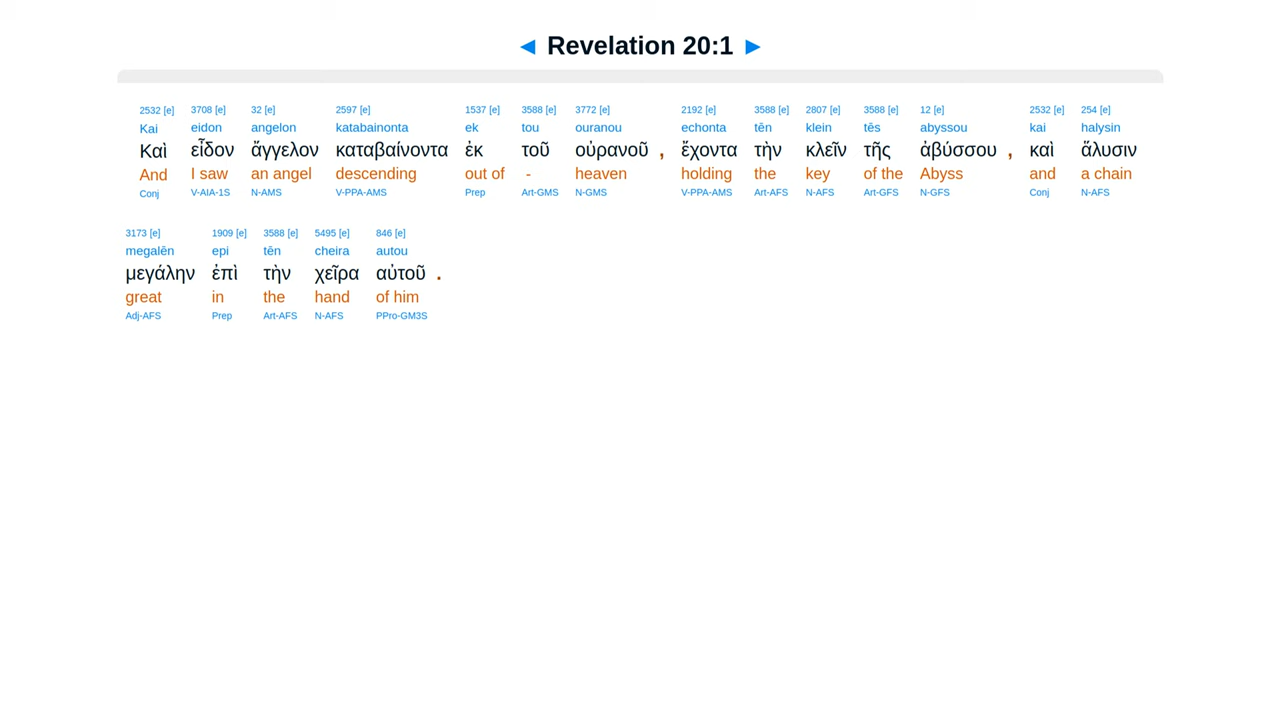 ◄ Revelation 20:1 ►
2532 [e] 3708 [e] 32 [e] 2597 [e] 1537 [e] 3588 [e] 3772 [e] 2192 [e] 3588 [e] 2807 [e] 3588 [e] 12 [e] 2532 [e] 254 [e]
Kai eidon angelon katabainonta ek tou ouranou echonta tēn klein tēs abyssou kai halysin
Καὶ εἶδον ἄγγελον καταβαίνοντα ἐκ τοῦ οὐρανοῦ , ἔχοντα τὴν κλεῖν τῆς ἀβύσσου , καὶ ἅλυσιν
And I saw an angel descending out of - heaven holding the key of the Abyss and a chain
Conj V-AIA-1S N-AMS V-PPA-AMS Prep Art-GMS N-GMS V-PPA-AMS Art-AFS N-AFS Art-GFS N-GFS Conj N-AFS
3173 [e] 1909 [e] 3588 [e] 5495 [e] 846 [e]
megalēn epi tēn cheira autou
μεγάλην ἐπὶ τὴν χεῖρα αὐτοῦ .
great in the hand of him
Adj-AFS Prep Art-AFS N-AFS PPro-GM3S